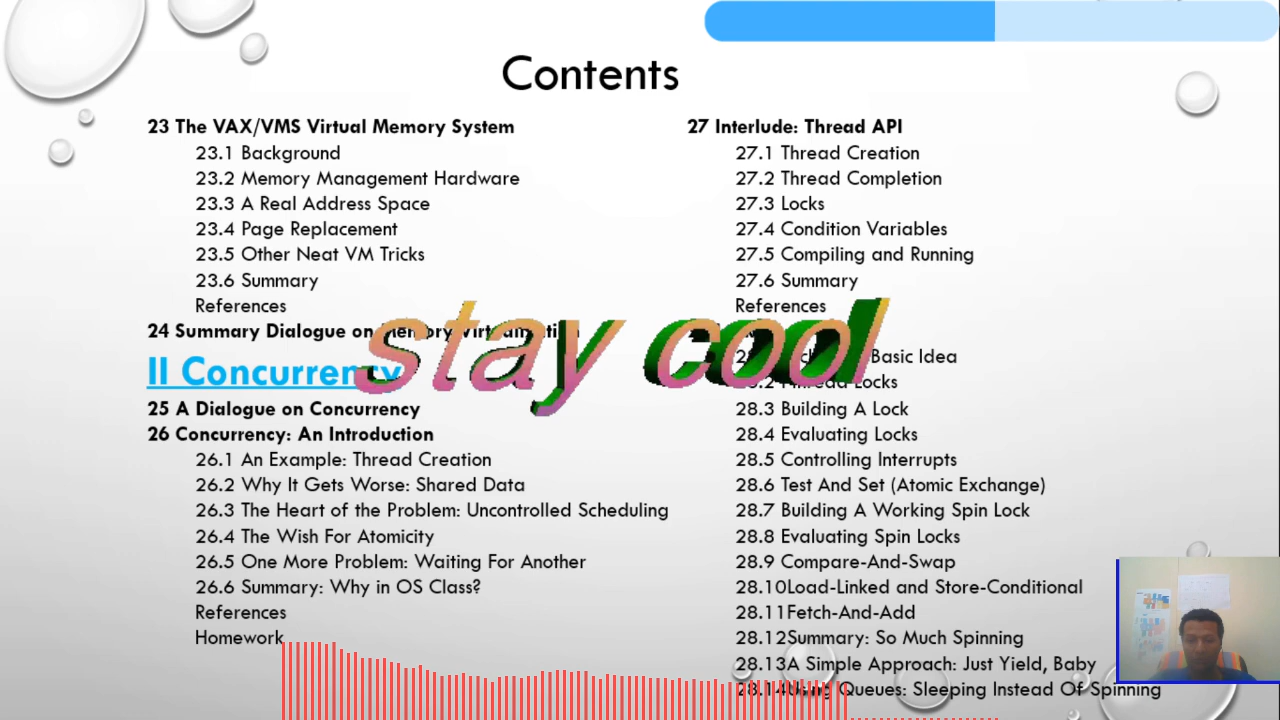 Contents
23 The VAX/VMS Virtual Memory System
23.1 Background
23.2 Memory Management Hardware
23.3 A Real Address Space
23.4 Page Replacement
23.5 Other Neat VM Tricks
23.6 Summary
References
24 Summary Dialogue on Memory
II Concurrency
25 A Dialogue on Concurrency
26 Concurrency: An Introduction
26.1 An Example: Thread Creation
26.2 Why It Gets Worse: Shared Data
26.3 The Heart of the Problem: Uncontrolled Scheduling
26.4 The Wish For Atomicity
26.5 One More Problem: Waiting For Another
26.6 Summary: Why in OS Class?
References
Homework
27 Interlude: Thread API
27.1 Thread Creation
27.2 Thread Completion
27.3 Locks
27.4 Condition Variables
27.5 Compiling and Running
27.6 Summary
References
Basic Idea
Locks
28.3 Building A Lock
28.4 Evaluating Locks
28.5 Controlling Interrupts
28.6 Test And Set (Atomic Exchange)
28.7 Building A Working Spin Lock
28.8 Evaluating Spin Locks
28.9 Compare-And-Swap
28.10Load-Linked and Store-Conditional
28.11Fetch-And-Add
28.12Summary: So Much Spinning
28.13A Simple Approach: Just Yield, Baby
Queues: Sleeping Instead Of Spinning
stay cool